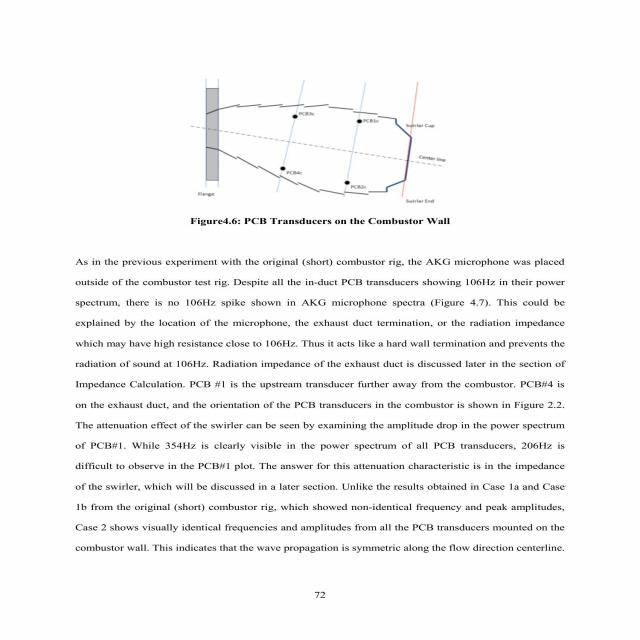 PCB3c
PCB1c
Swirler Cup
Center line
PCB4c
PCB2c
Flange
Swirler End
Figure4.6: PCB Transducers on the Combustor Wall
As in the previous experiment with the original (short) combustor rig, the AKG microphone was placed
outside of the combustor test rig. Despite all the in-duct PCB transducers showing 106Hz in their power
spectrum, there is no 106Hz spike shown in AKG microphone spectra (Figure 4.7). This could be
explained by the location of the microphone, the exhaust duct termination, or the radiation impedance
which may have high resistance close to 106Hz. Thus it acts like a hard wall termination and prevents the
radiation of sound at 106Hz. Radiation impedance of the exhaust duct is discussed later in the section of
Impedance Calculation. PCB #1 is the upstream transducer further away from the combustor. PCB#4 is
on the exhaust duct, and the orientation of the PCB transducers in the combustor is shown in Figure 2.2.
The attenuation effect of the swirler can be seen by examining the amplitude drop in the power spectrum
of PCB#1. While 354Hz is clearly visible in the power spectrum of all PCB transducers, 206Hz is
difficult to observe in the PCB#1 plot. The answer for this attenuation characteristic is in the impedance
of the swirler, which will be discussed in a later section. Unlike the results obtained in Case 1a and Case
1b from the original (short) combustor rig, which showed non-identical frequency and peak amplitudes,
Case 2 shows visually identical frequencies and amplitudes from all the PCB transducers mounted on the
combustor wall. This indicates that the wave propagation is symmetric along the flow direction centerline.
72